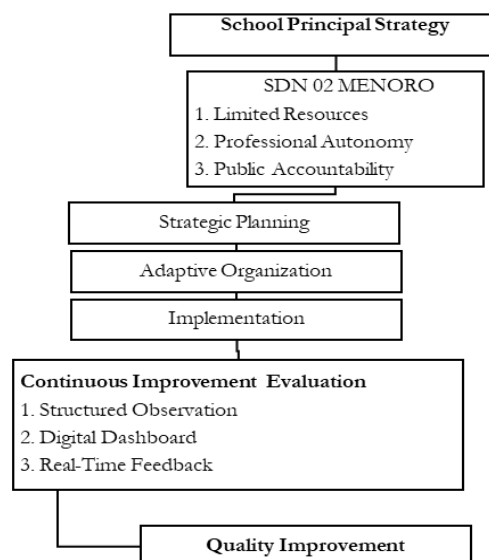 School Principal Strategy
SDN 02 MENORO
1. Limited Resources
2. Professional Autonomy
3. Public Accountability
Strategic Planning
Adaptive Organization
Implementation
Continuous Improvement Evaluation
1. Structured Observation
2. Digital Dashboard
3. Real-Time Feedback
Quality Improvement